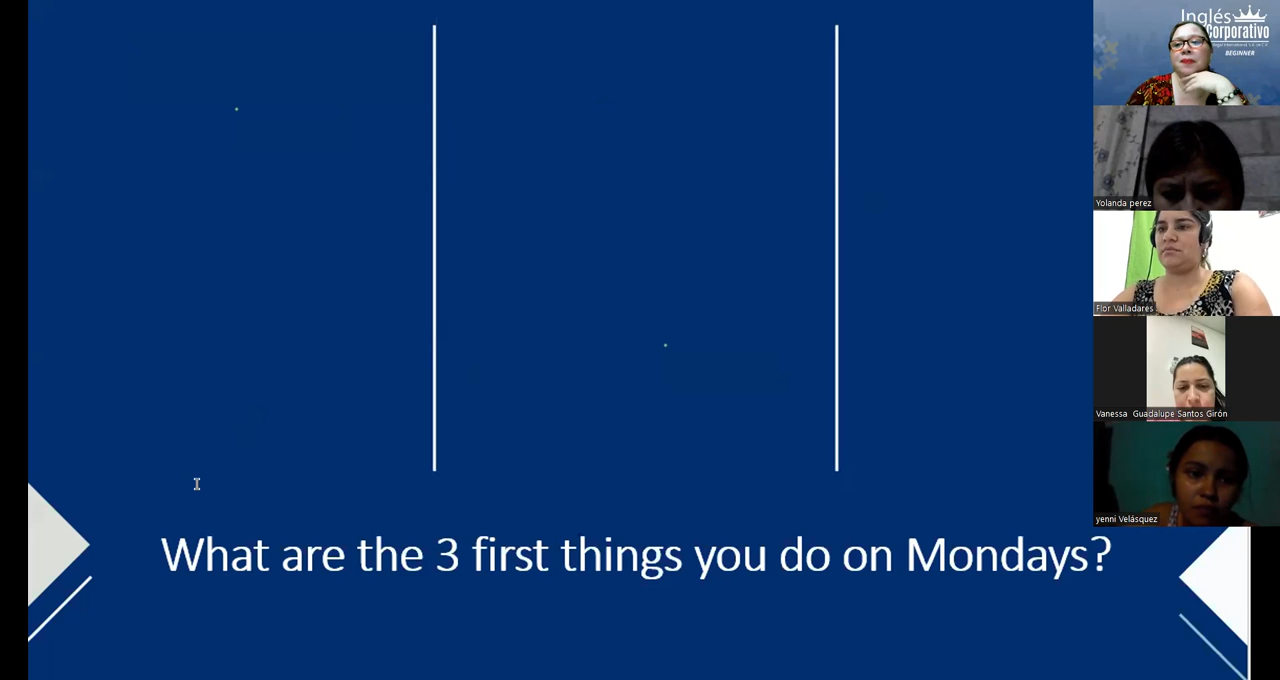 Inglés
Corporativo
BEGINNER
Yolanda perez
Flor Valladares
Vanessa Guadalupe Santos Girón
yenni Velásquez
What are the 3 first things you do on Mondays?